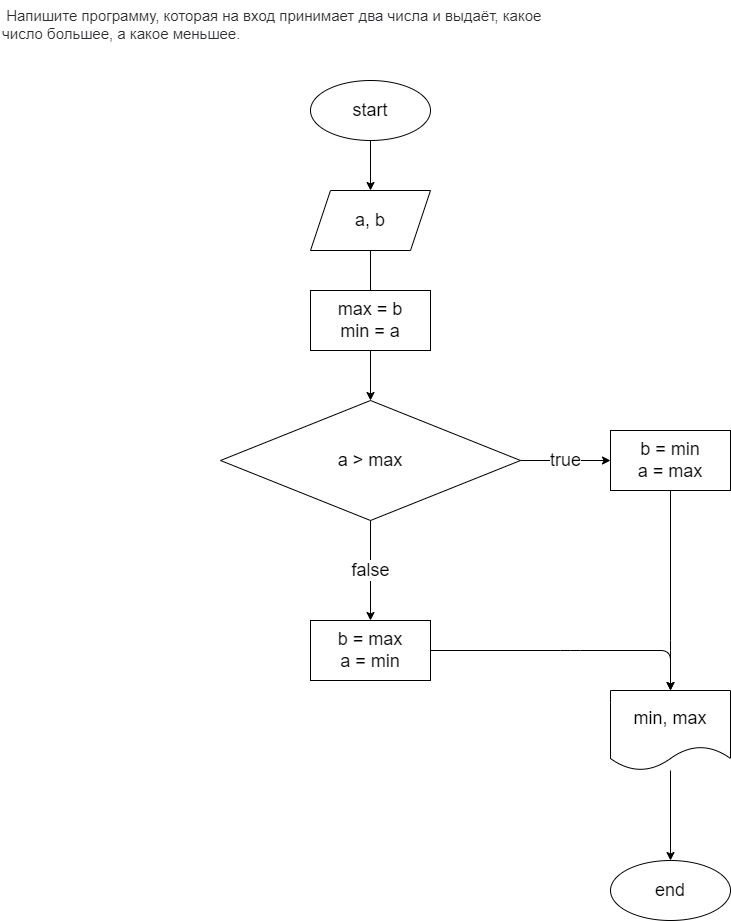 Напишите программу, которая на вход принимает два числа и выдаёт, какое
число большее, а какое меньшее.
start
a, b
max = b
min = a
a > max
true
b = min
a = max
false
b = max
a = min
min, max
end